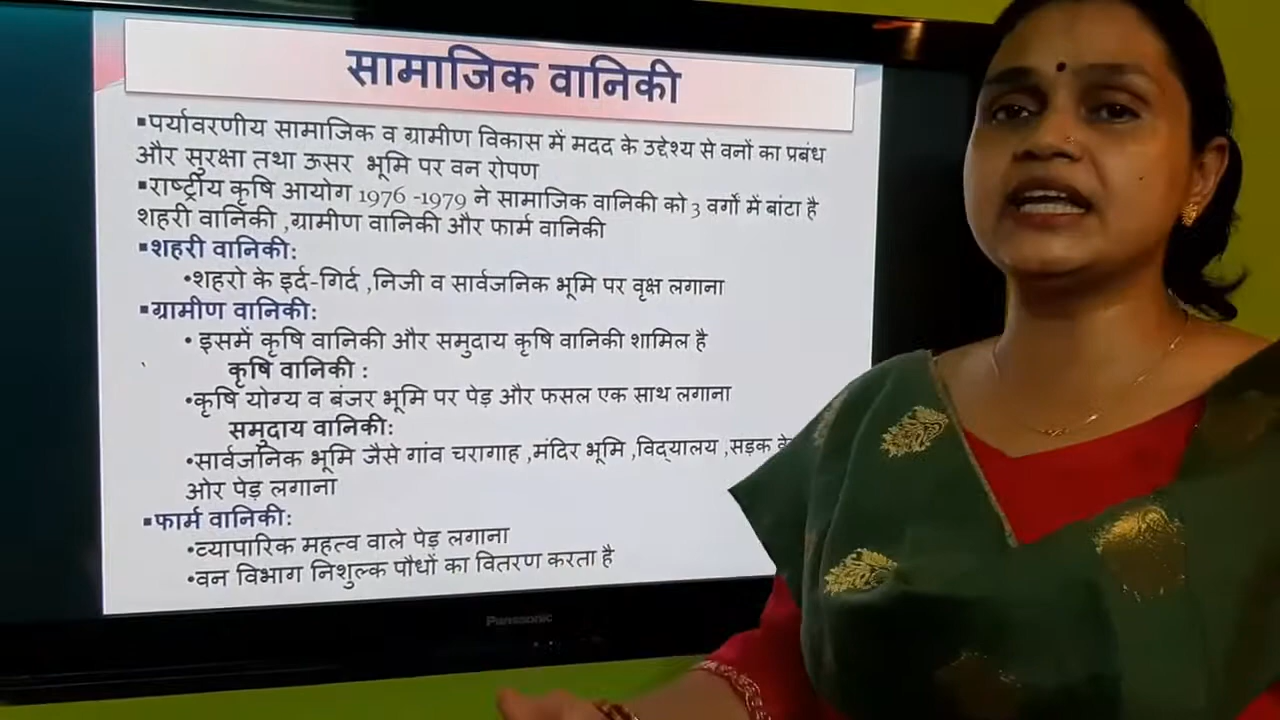 सामाजिक वानिकी
▪पर्यावरणीय सामाजिक व ग्रामीण विकास में मदद के उद्देश्य से वनों का प्रबंध
और सुरक्षा तथा ऊसर भूमि पर वन रोपण
▪राष्ट्रीय कृषि आयोग 1976 -1979 ने सामाजिक वानिकी को 3 वर्गों में बांटा है
शहरी वानिकी ,ग्रामीण वानिकी और फार्म वानिकी
▪शहरी वानिकी:
•शहरो के इर्द-गिर्द ,निजी व सार्वजनिक भूमि पर वृक्ष लगाना
▪ग्रामीण वानिकी:
• इसमें कृषि वानिकी और समुदाय कृषि वानिकी शामिल है
कृषि वानिकी :
•कृषि योग्य व बंजर भूमि पर पेड़ और फसल एक साथ लगाना
समुदाय वानिकी:
•सार्वजनिक भूमि जैसे गांव चरागाह ,मंदिर भूमि ,विद्यालय ,सड़क
ओर पेड़ लगाना
▪फार्म वानिकी:
•व्यापारिक महत्व वाले पेड़ लगाना
•वन विभाग निशुल्क पौधों का वितरण करता है
Panasonic